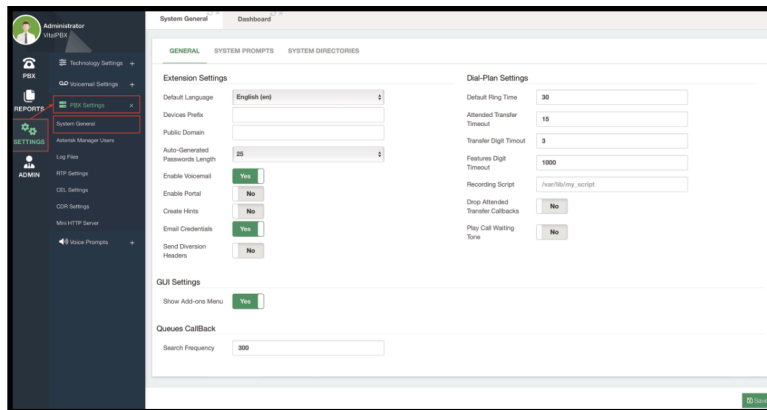 Administrator
VitalPBX
PBX
REPORTS
SETTINGS
ADMIN
Technology Settings +
Voicemail Settings +
PBX Settings ×
System General
Asterisk Manager Users
Log Files
RTP Settings
CEL Settings
CDR Settings
Mini HTTP Server
Voice Prompts +
System General
Dashboard
GENERAL SYSTEM PROMPTS SYSTEM DIRECTORIES
Extension Settings
Default Language English (en)
Devices Prefix
Public Domain
Auto-Generated
Passwords Length 25
Enable Voicemail Yes
Enable Portal No
Create Hints No
Email Credentials Yes
Send Diversion
Headers No
Dial-Plan Settings
Default Ring Time 30
Attended Transfer
Timeout 15
Transfer Digit Timout 3
Features Digit
Timeout 1000
Recording Script /var/lib/my_script
Drop Attended
Transfer Callbacks No
Play Call Waiting
Tone No
GUI Settings
Show Add-ons Menu Yes
Queues CallBack
Search Frequency 300
Save